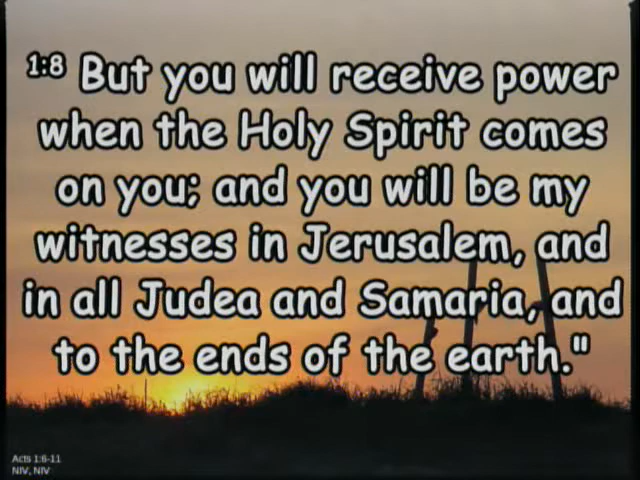 1:8 But you will receive power
when the Holy Spirit comes
on you; and you will be my
witnesses in Jerusalem, and
in all Judea and Samaria, and
to the ends of the earth."
Acts 1:6-11
NIV, NIV